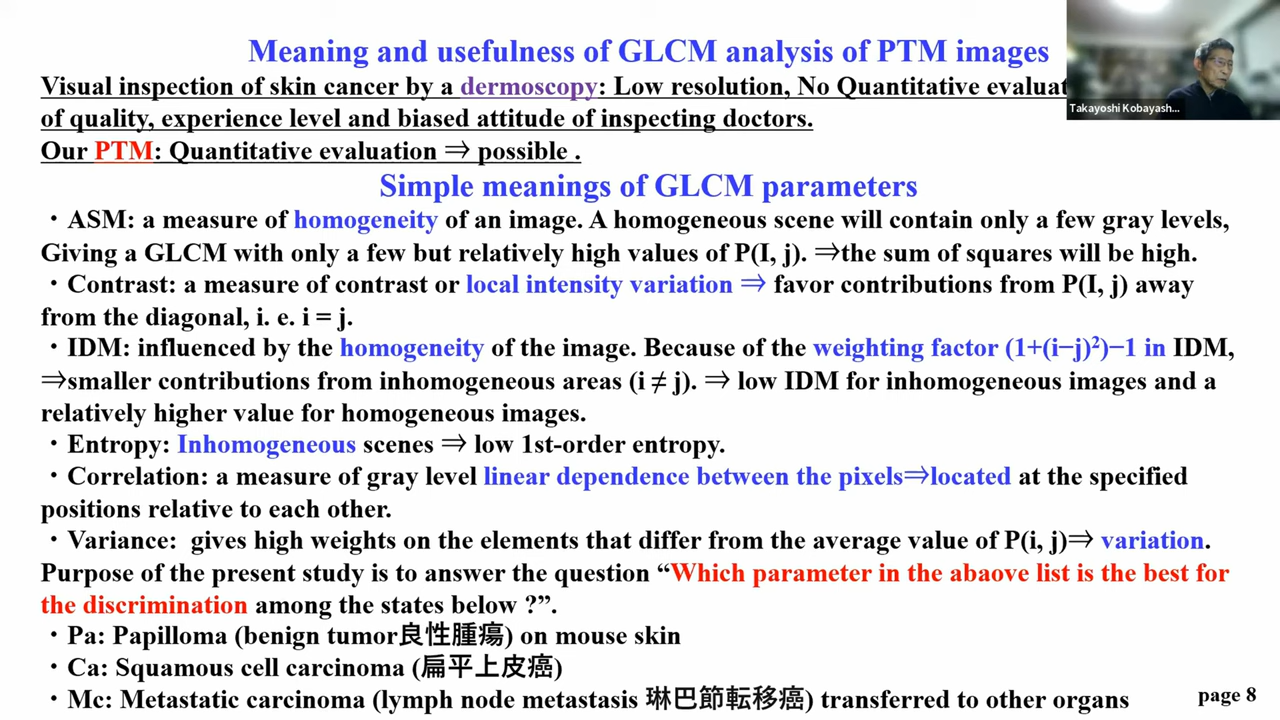 Meaning and usefulness of GLCM analysis of PTM images
Visual inspection of skin cancer by a dermoscopy: Low resolution, No Quantitative evaluat
Takayoshi Kobayash...
of quality, experience level and biased attitude of inspecting doctors.
Our PTM: Quantitative evaluation ⇒ possible .
Simple meanings of GLCM parameters
・ASM: a measure of homogeneity of an image. A homogeneous scene will contain only a few gray levels,
Giving a GLCM with only a few but relatively high values of P(I, j). ⇒the sum of squares will be high.
・Contrast: a measure of contrast or local intensity variation ⇒ favor contributions from P(I, j) away
from the diagonal, i. e. i = j.
・IDM: influenced by the homogeneity of the image. Because of the weighting factor (1+(i−j)²)−1 in IDM,
⇒smaller contributions from inhomogeneous areas (i ≠ j). ⇒ low IDM for inhomogeneous images and a
relatively higher value for homogeneous images.
・Entropy: Inhomogeneous scenes ⇒ low 1st-order entropy.
・Correlation: a measure of gray level linear dependence between the pixels⇒located at the specified
positions relative to each other.
・Variance: gives high weights on the elements that differ from the average value of P(i, j)⇒ variation.
Purpose of the present study is to answer the question “Which parameter in the abaove list is the best for
the discrimination among the states below ?”.
・Pa: Papilloma (benign tumor良性腫瘍) on mouse skin
・Ca: Squamous cell carcinoma (扁平上皮癌)
・Mc: Metastatic carcinoma (lymph node metastasis 琳巴節転移癌) transferred to other organs
page 8